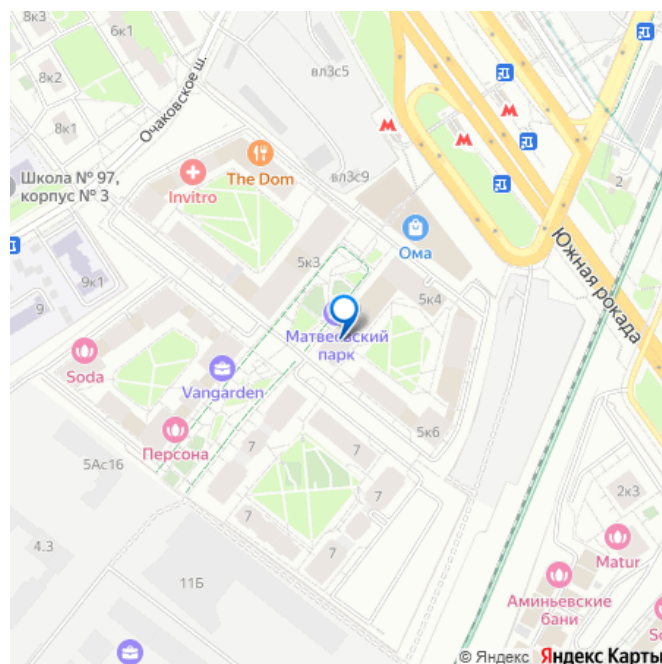 6к1
8к3
8к2
8к1
Очаковское ш.
вл3с5
М
М
М
Школа № 97,
корпус № 3
The Dom
Invitro
вл3с9
2
Ома
Южная рокада
5к3
9к1
9
5к4
Матвеевский
парк
Soda
Vangarden
Персона
5к6
7
5Ас16
7
7
7
7
2к3
4.3
11Б
Matur
Аминьевские
бани
So
© Яндекс Яндекс Карты